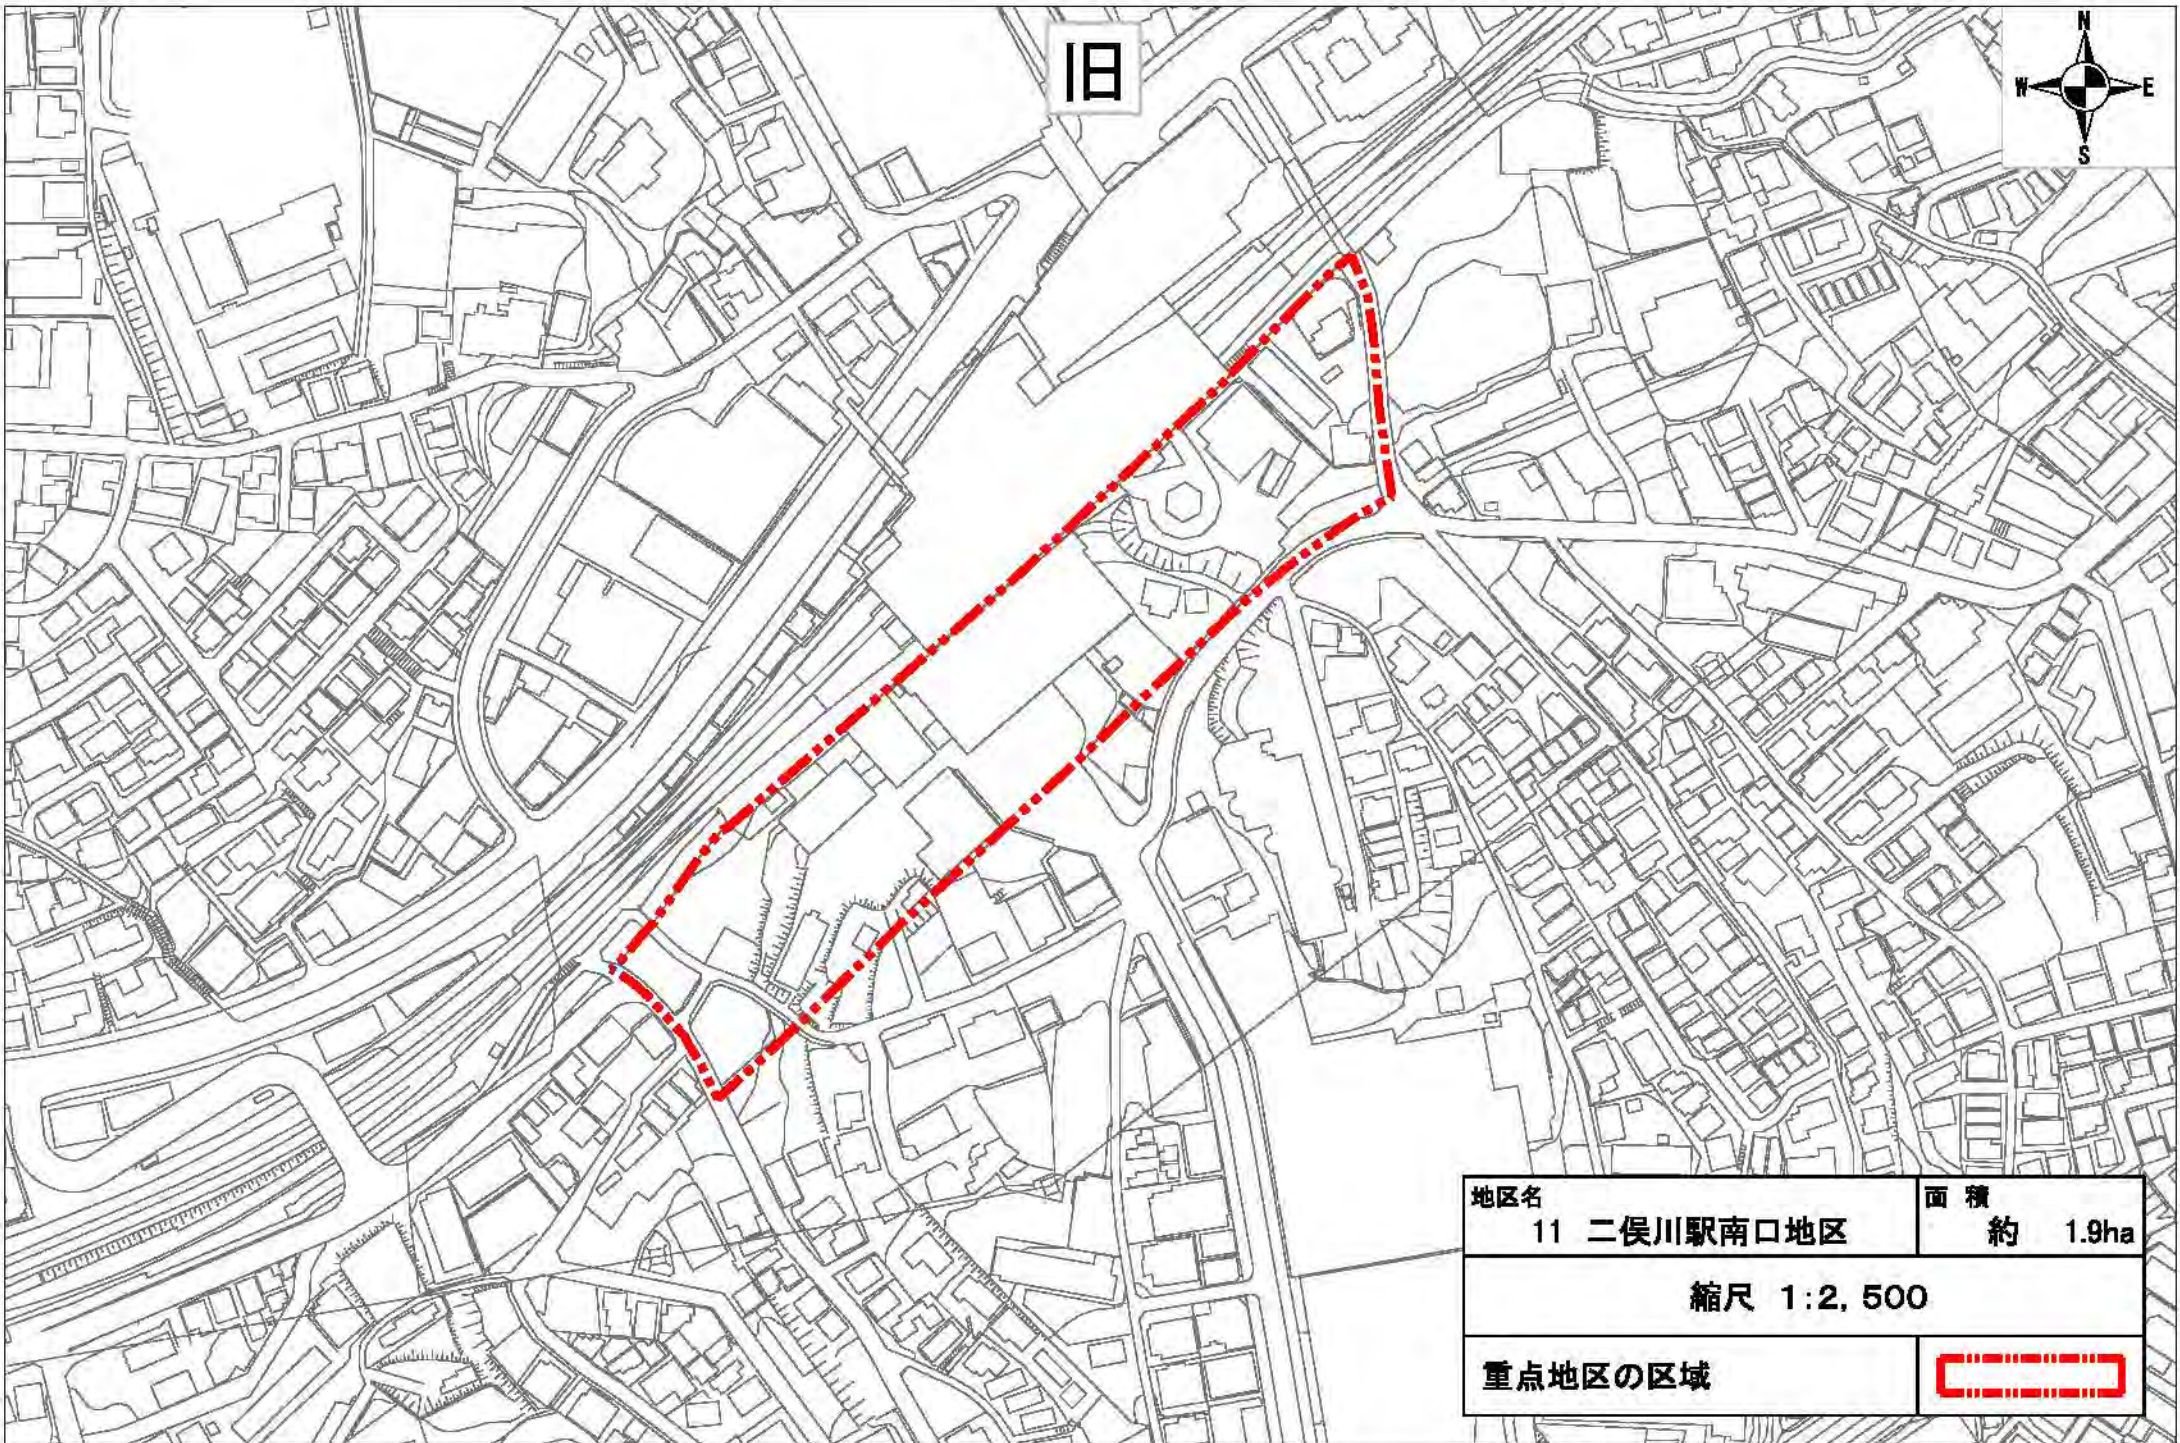 旧
N
W E
S
地区名
11 二俣川駅南口地区
面 積
約 1.9ha
縮尺 1:2,500
重点地区の区域